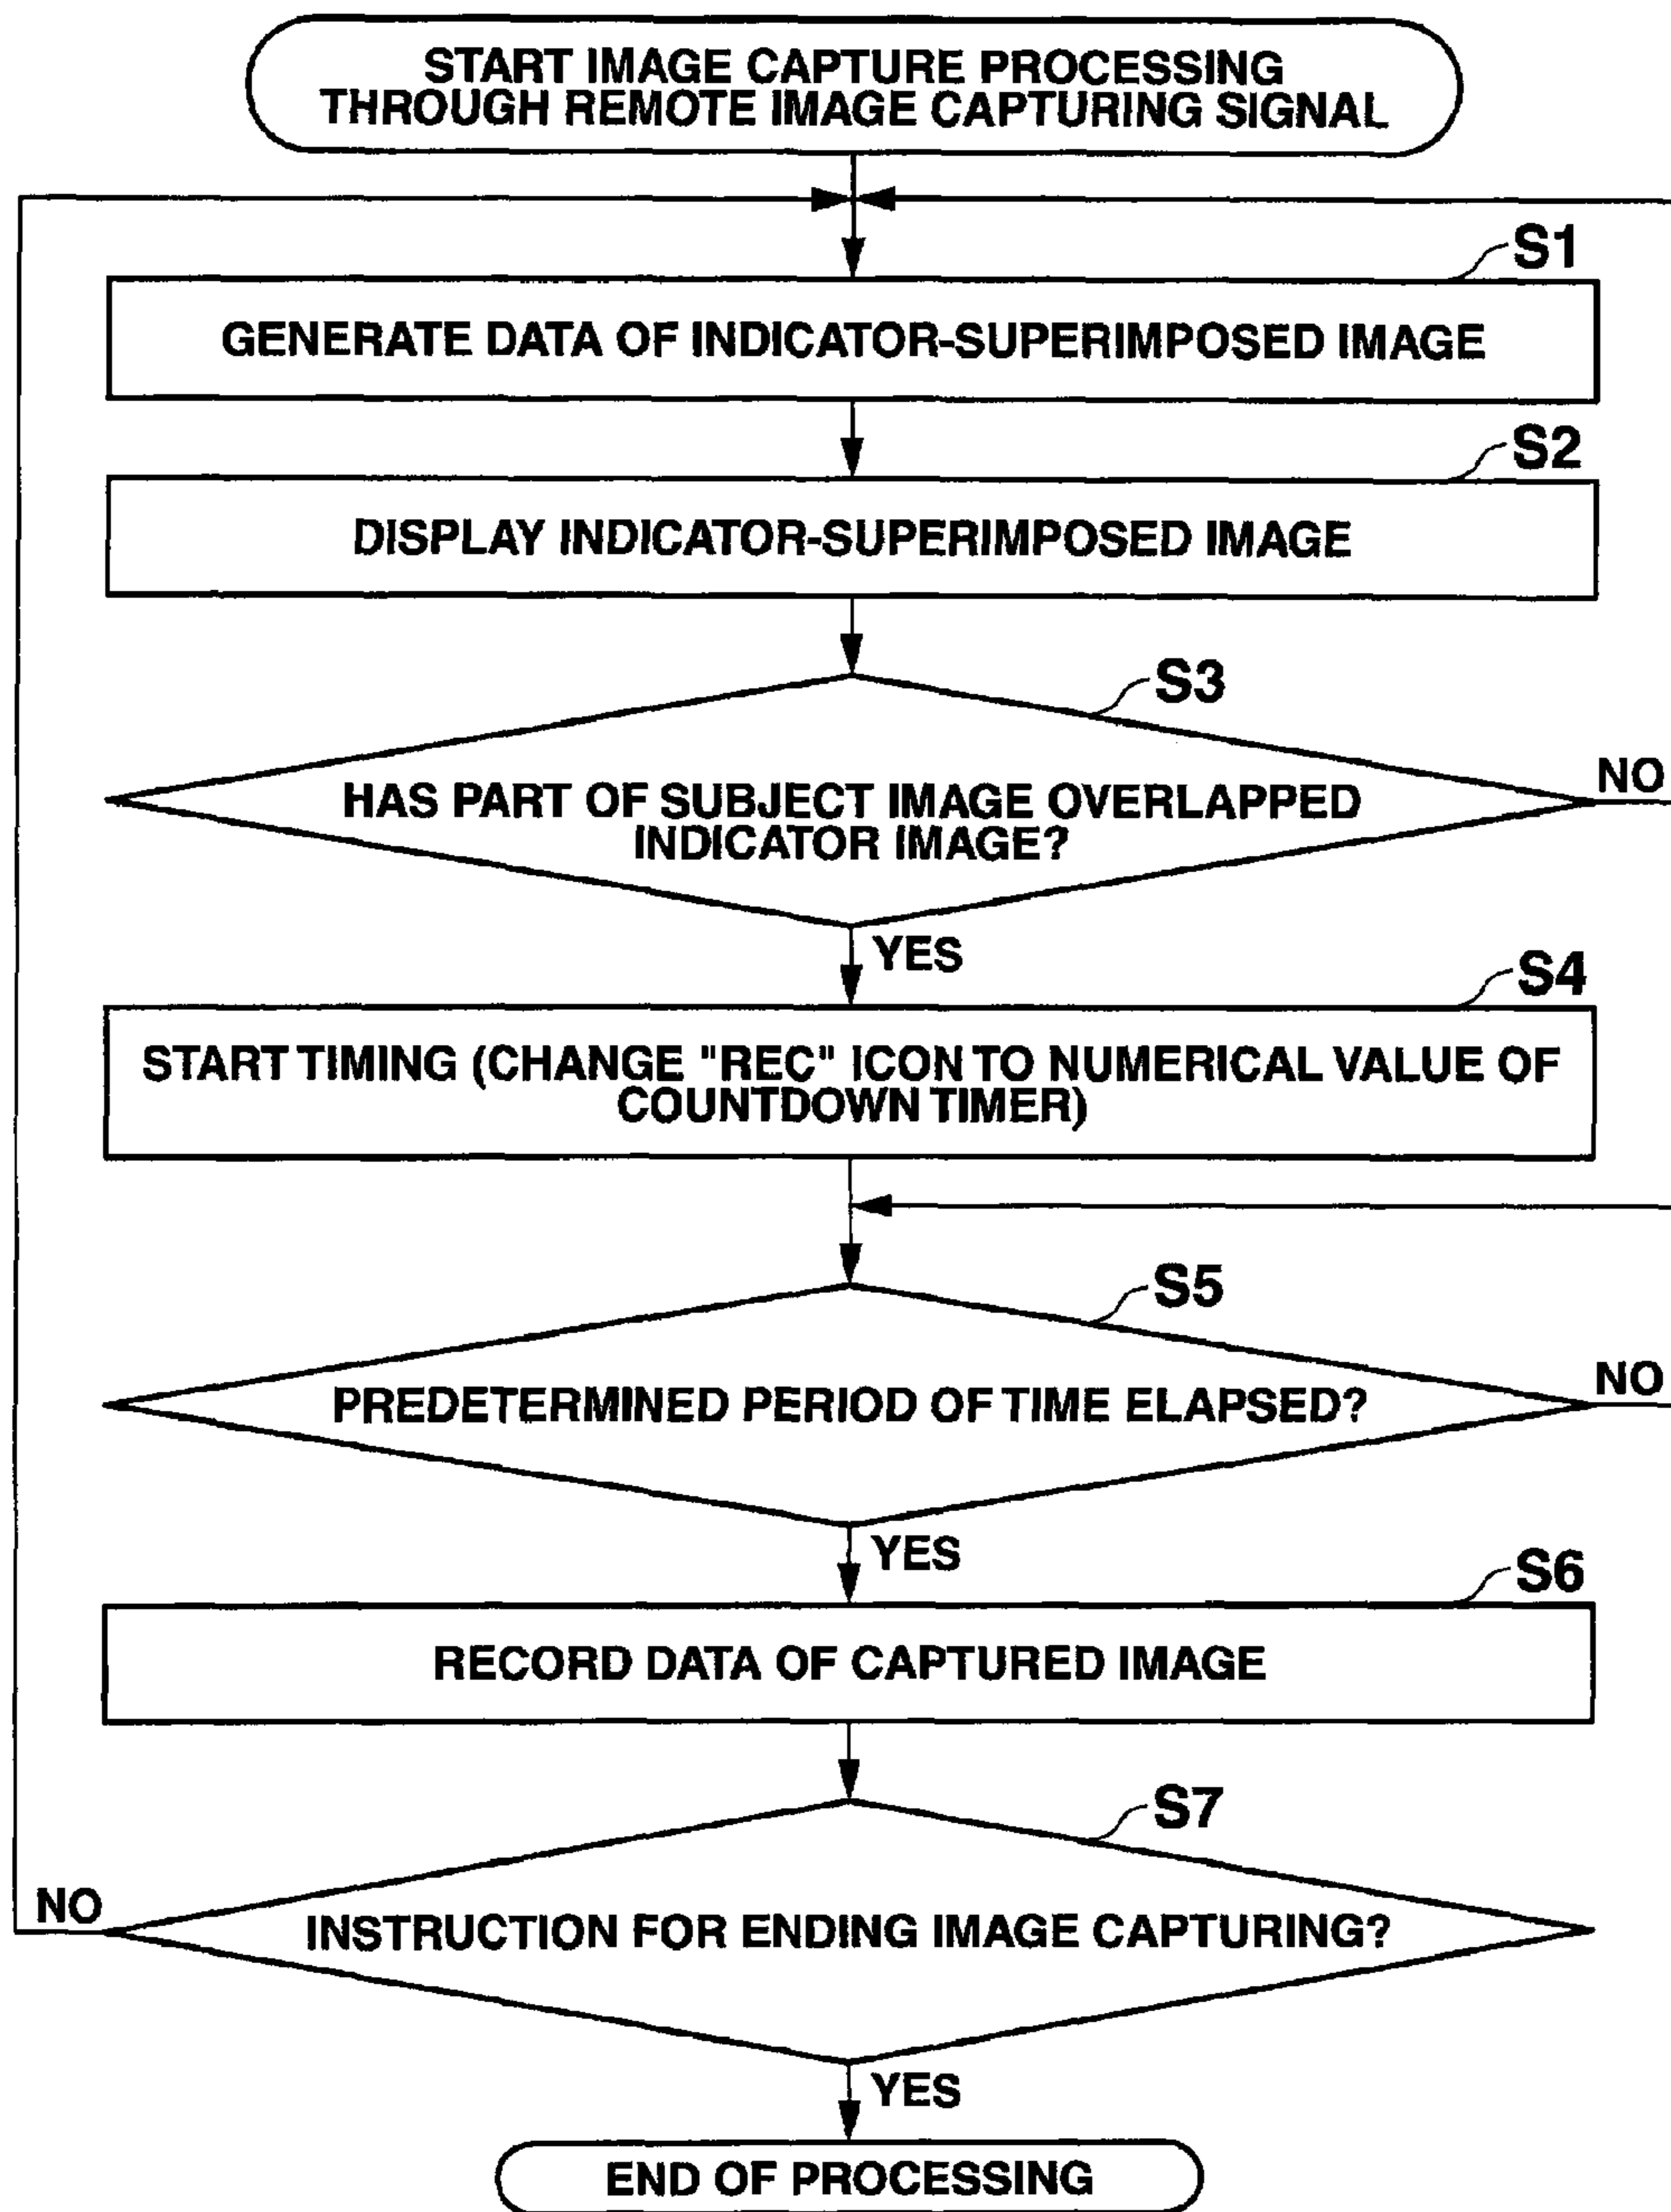 START IMAGE CAPTURE PROCESSING
THROUGH REMOTE IMAGE CAPTURING SIGNAL
S1
GENERATE DATA OF INDICATOR-SUPERIMPOSED IMAGE
S2
DISPLAY INDICATOR-SUPERIMPOSED IMAGE
S3
NO
HAS PART OF SUBJECT IMAGE OVERLAPPED
INDICATOR IMAGE?
YES
S4
START TIMING (CHANGE "REC" ICON TO NUMERICAL VALUE OF
COUNTDOWN TIMER)
S5
NO
PREDETERMINED PERIOD OF TIME ELAPSED?
YES
S6
RECORD DATA OF CAPTURED IMAGE
S7
NO
INSTRUCTION FOR ENDING IMAGE CAPTURING?
YES
END OF PROCESSING